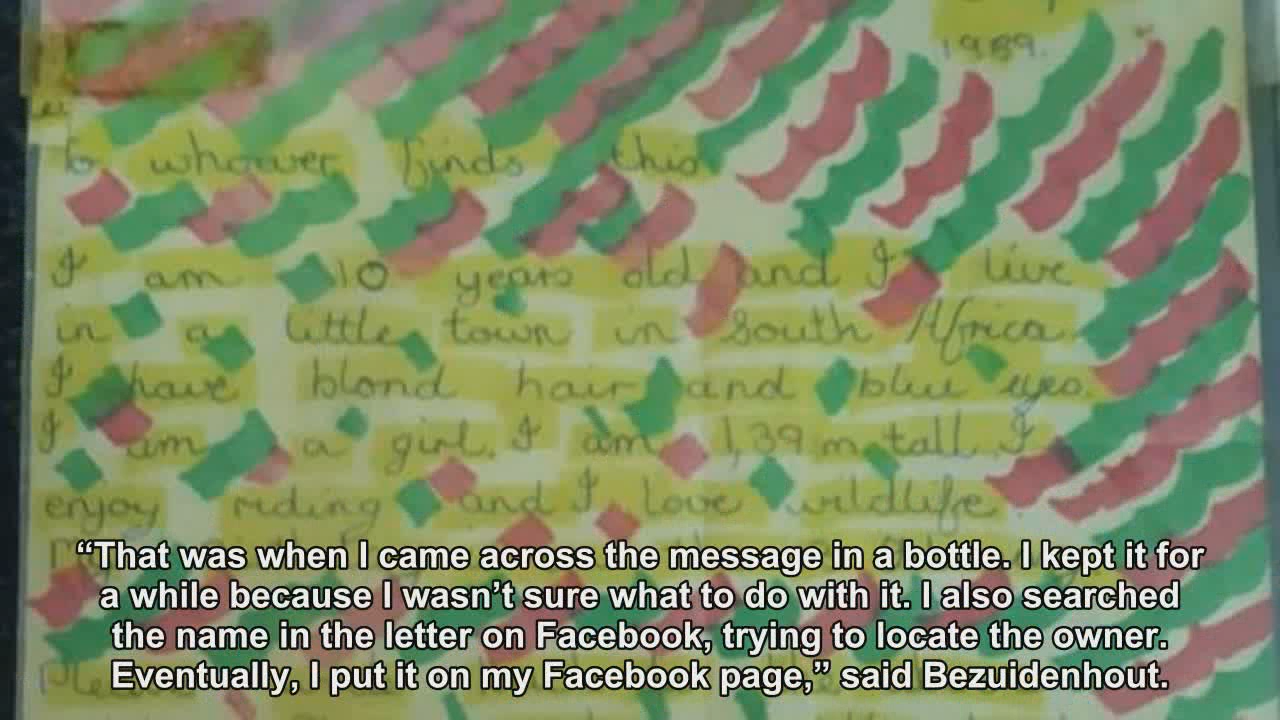 1989.
To whoever finds this
I am 10 years old and I live
in a little town in South Africa.
I have blond hair and blue eyes.
I am a girl. I am 1,39 m tall. I
enjoy riding and I love wildlife
“That was when I came across the message in a bottle. I kept it for
a while because I wasn’t sure what to do with it. I also searched
the name in the letter on Facebook, trying to locate the owner.
Eventually, I put it on my Facebook page,” said Bezuidenhout.